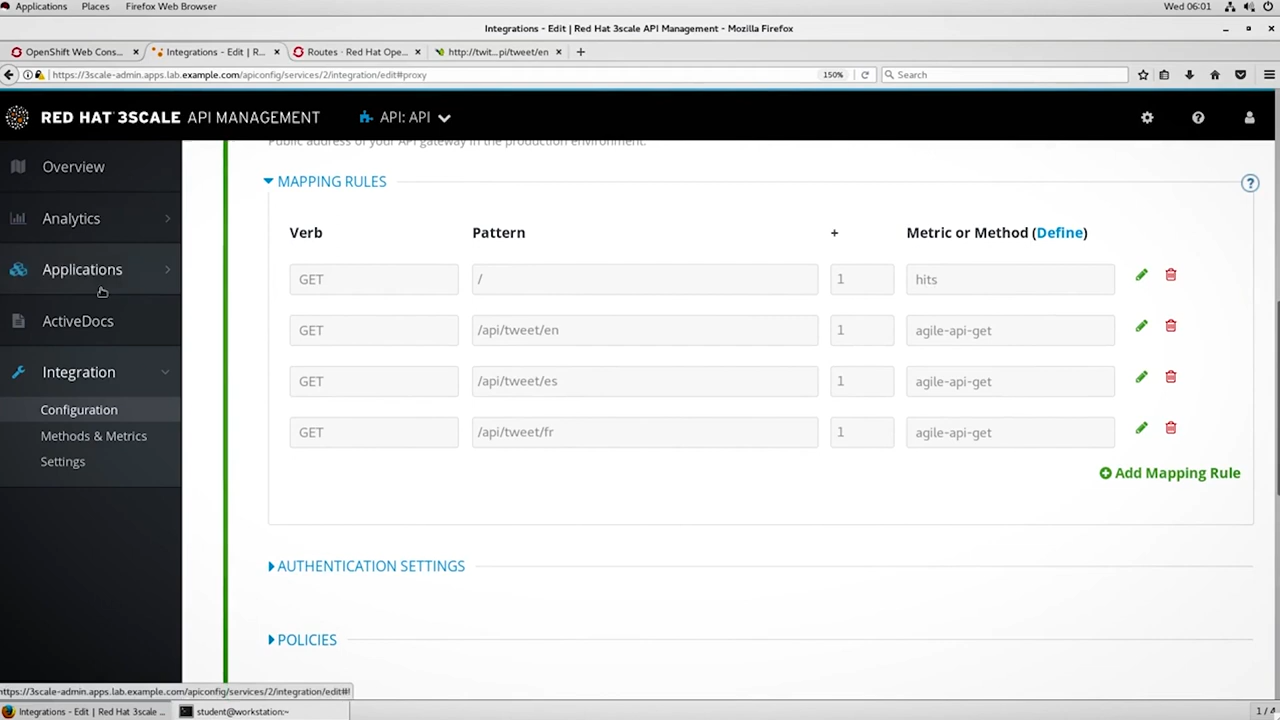 Applications Places Firefox Web Browser Wed 06:01
Integrations - Edit | Red Hat 3scale API Management - Mozilla Firefox
OpenShift Web Cons... × Integrations - Edit | R... × Routes · Red Hat Ope... × http://twit...pi/tweet/en × +
https://3scale-admin.apps.lab.example.com/apiconfig/services/2/integration/edit#proxy 150% Search
RED HAT 3SCALE API MANAGEMENT API: API
Public address of your API gateway in the production environment.
Overview
MAPPING RULES ?
Analytics
Verb Pattern + Metric or Method (Define)
Applications
GET / 1 hits
ActiveDocs
GET /api/tweet/en 1 agile-api-get
Integration
GET /api/tweet/es 1 agile-api-get
Configuration
Methods & Metrics
GET /api/tweet/fr 1 agile-api-get
Settings
Add Mapping Rule
AUTHENTICATION SETTINGS
POLICIES
https://3scale-admin.apps.lab.example.com/apiconfig/services/2/integration/edit#!
Integrations - Edit | Red Hat 3scale ... student@workstation:~ 1 / 4